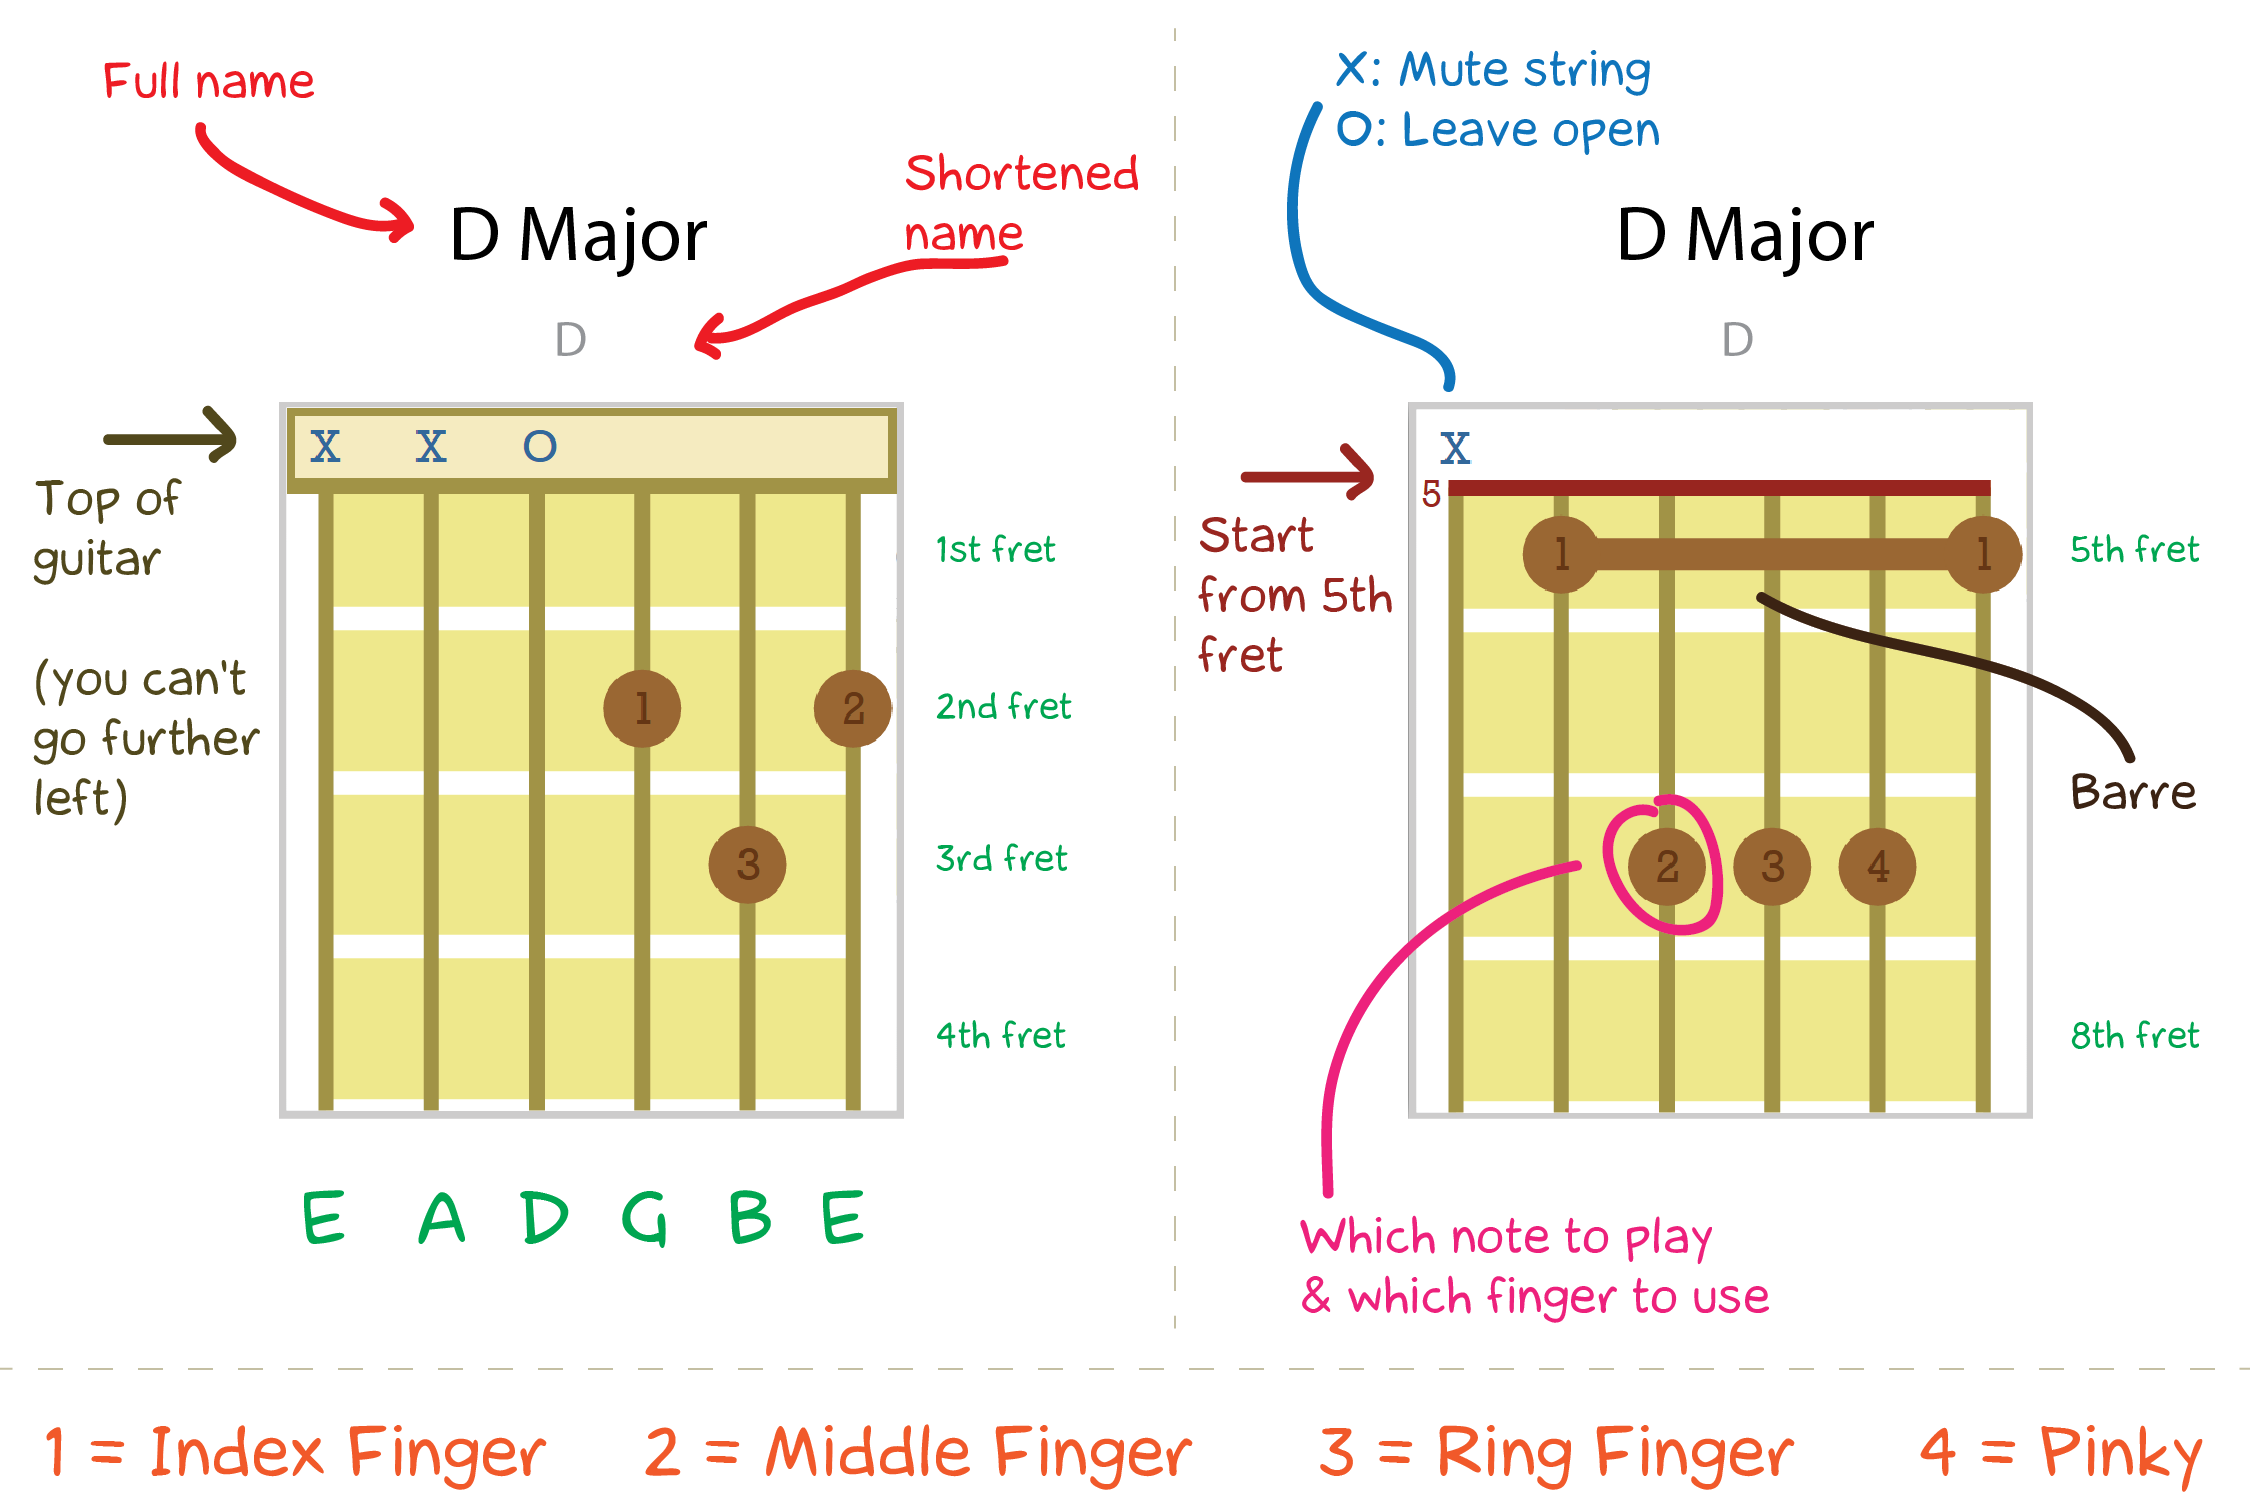 Full name
Shortened
name
D Major
D
X X O
Top of
guitar
(you can't
go further
left)
1st fret
2nd fret
3rd fret
4th fret
1 2
3
E A D G B E
X: Mute string
O: Leave open
D Major
D
X
5
Start
from 5th
fret
1 1
5th fret
Barre
2 3 4
8th fret
Which note to play
& which finger to use
1 = Index Finger 2 = Middle Finger 3 = Ring Finger 4 = Pinky